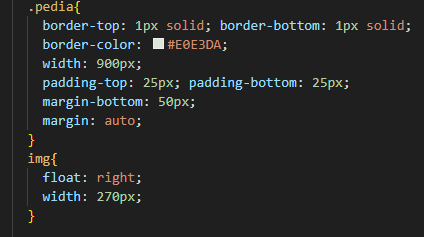 .pedia{
border-top: 1px solid; border-bottom: 1px solid;
border-color: #E0E3DA;
width: 900px;
padding-top: 25px; padding-bottom: 25px;
margin-bottom: 50px;
margin: auto;
}
img{
float: right;
width: 270px;
}